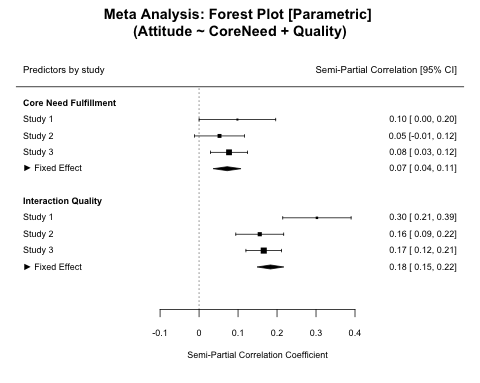 Meta Analysis: Forest Plot [Parametric]
(Attitude ~ CoreNeed + Quality)
Predictors by study Semi-Partial Correlation [95% CI]
Core Need Fulfillment
Study 1 0.10 [ 0.00, 0.20]
Study 2 0.05 [-0.01, 0.12]
Study 3 0.08 [ 0.03, 0.12]
► Fixed Effect 0.07 [ 0.04, 0.11]
Interaction Quality
Study 1 0.30 [ 0.21, 0.39]
Study 2 0.16 [ 0.09, 0.22]
Study 3 0.17 [ 0.12, 0.21]
► Fixed Effect 0.18 [ 0.15, 0.22]
-0.1 0 0.1 0.2 0.3 0.4
Semi-Partial Correlation Coefficient